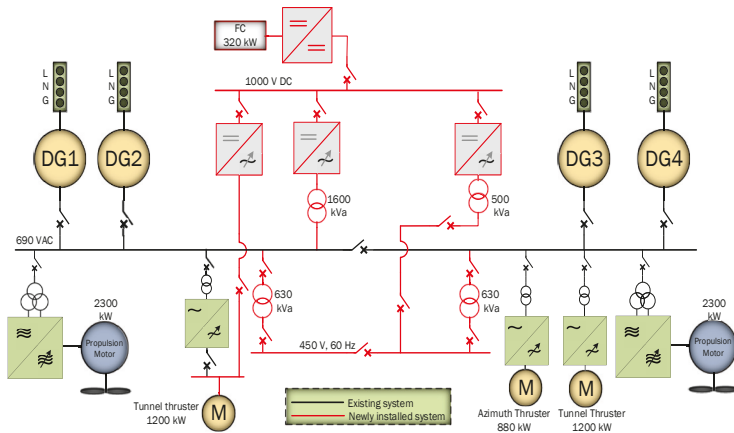 FC
320 kW
1000 V DC
L
N
G
L
N
G
L
N
G
L
N
G
DG1
DG2
DG3
DG4
1600
kVa
500
kVa
690 VAC
630
kVa
630
kVa
2300
kW
2300
kW
Propulsion
Motor
Propulsion
Motor
450 V, 60 Hz
Tunnel thruster
1200 kW
M
Existing system
Newly installed system
M
M
Azimuth Thruster
880 kW
Tunnel Thruster
1200 kW